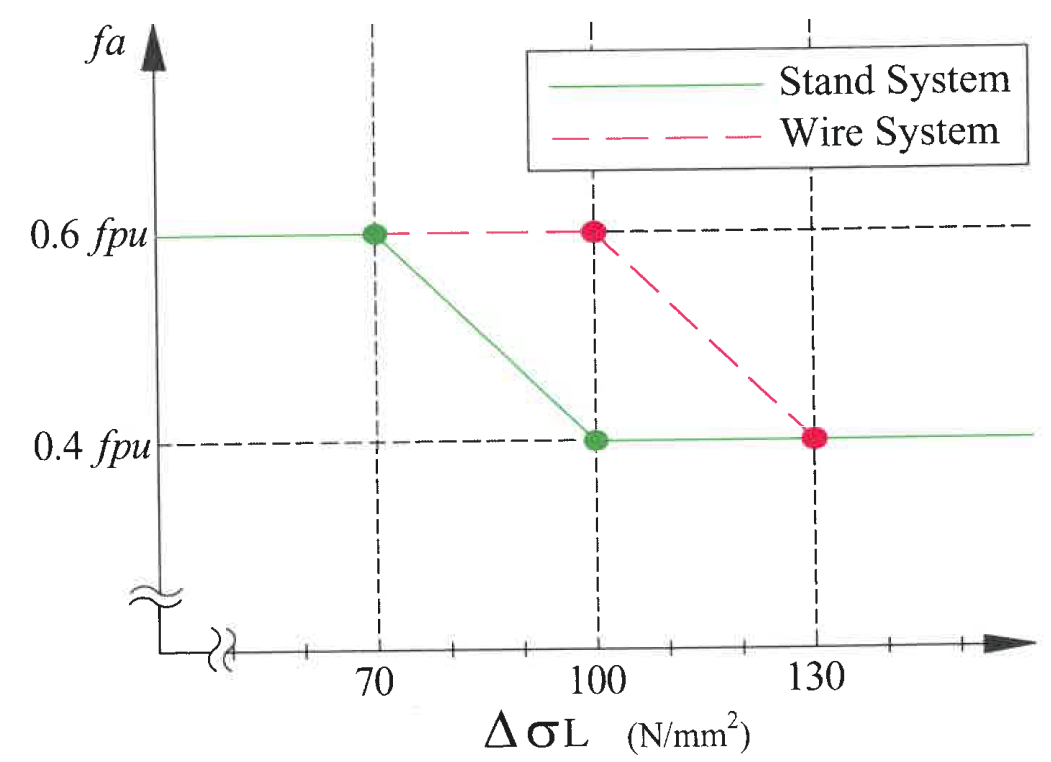 fa
Stand System
Wire System
0.6 fpu
0.4 fpu
70
100
130
ΔσL (N/mm²)